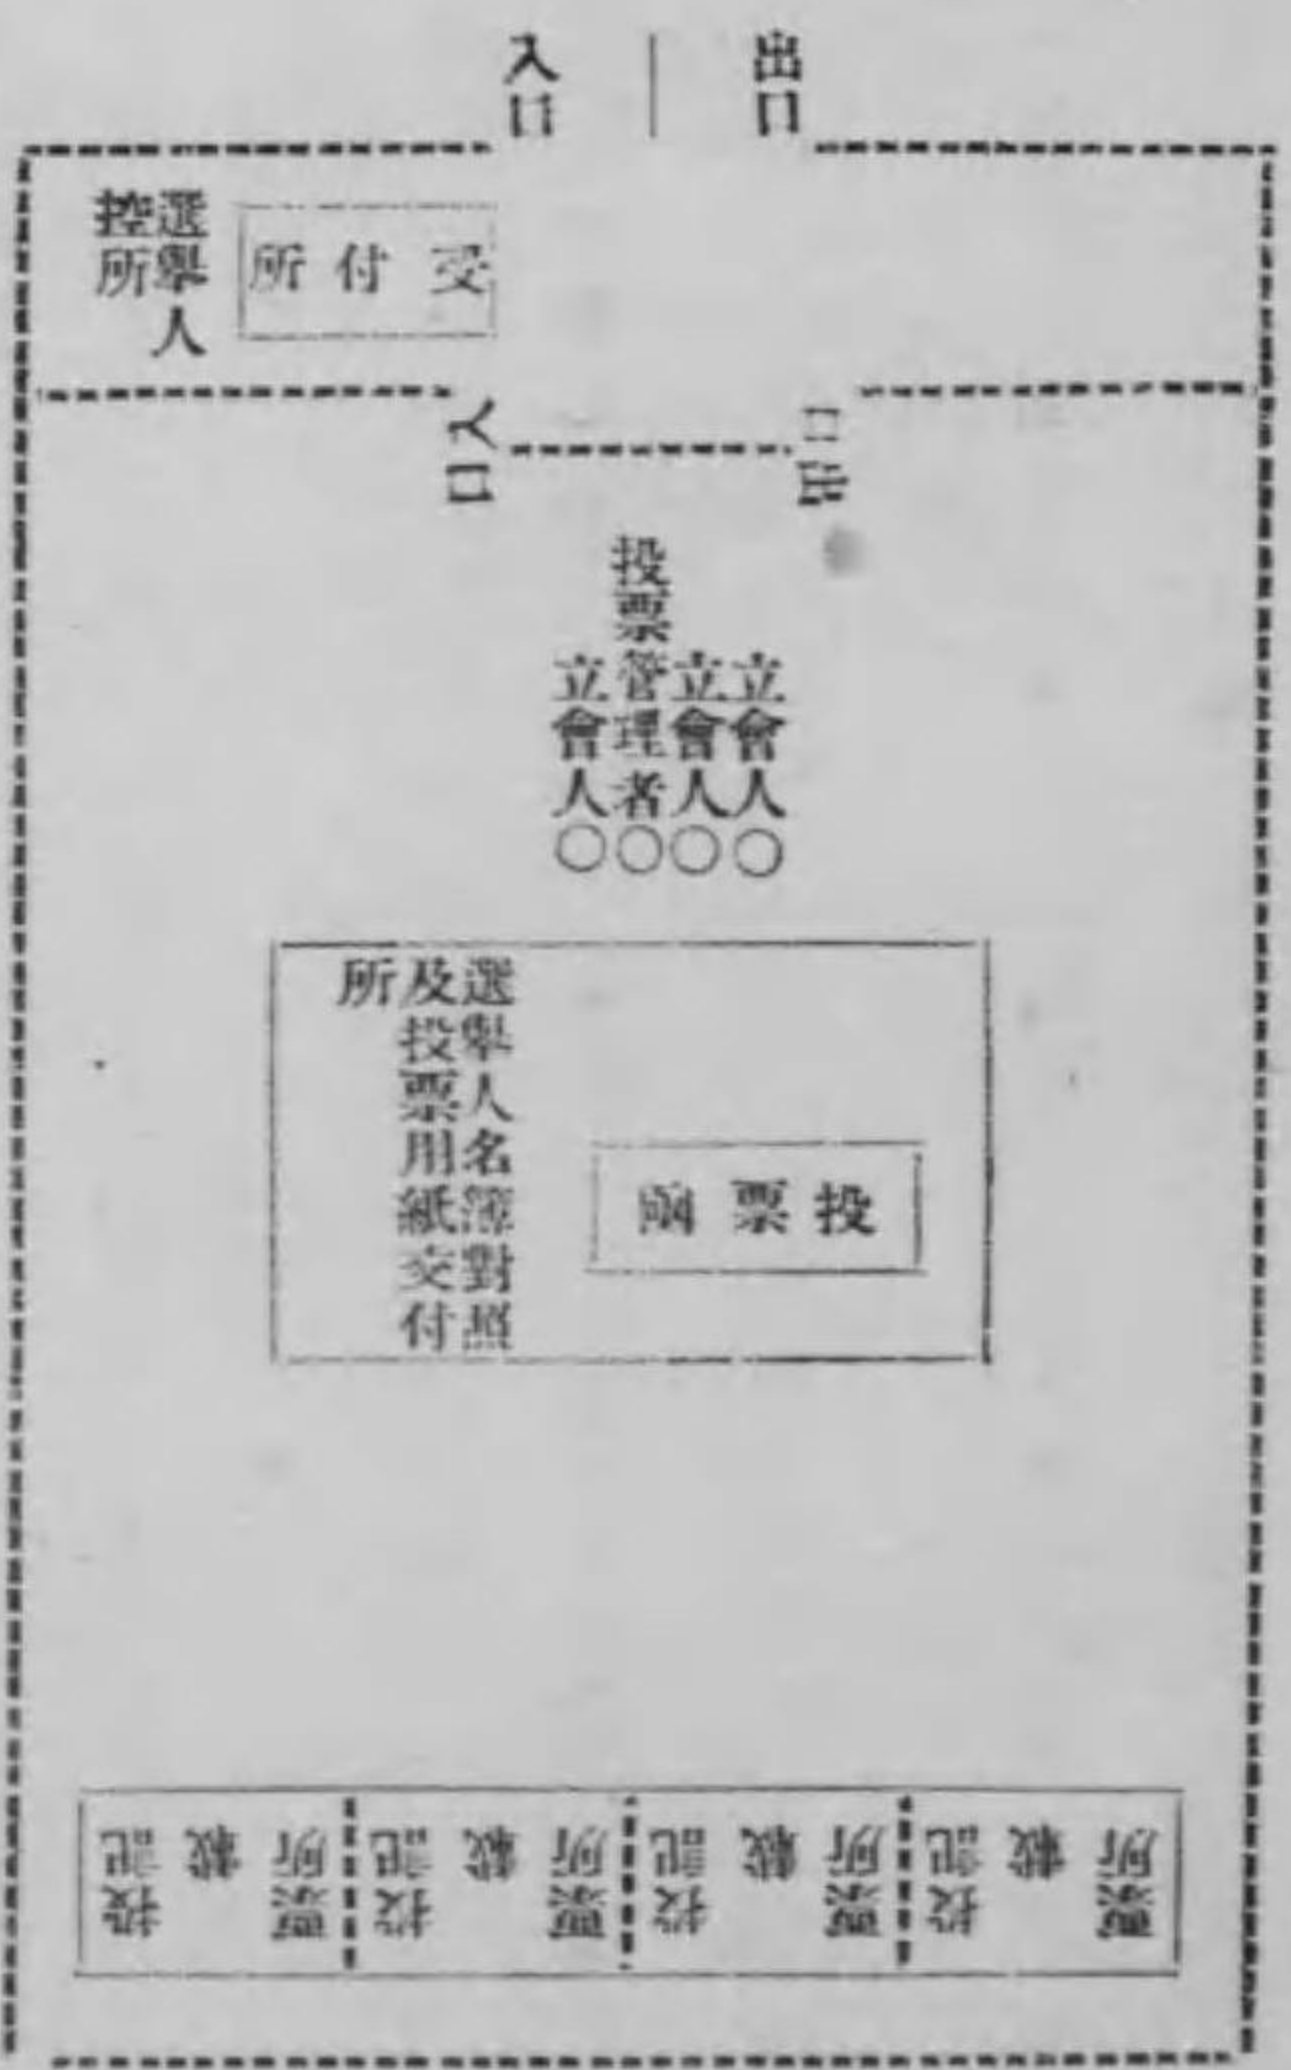 出口
入口
受付所
選擧人
控所
出口
入口
立會人○
立會人○
投票管理者○
立會人○
投票凾
選擧人名簿對照
及投票用紙交付
所
投票
記載所
投票
記載所
投票
記載所
投票
記載所